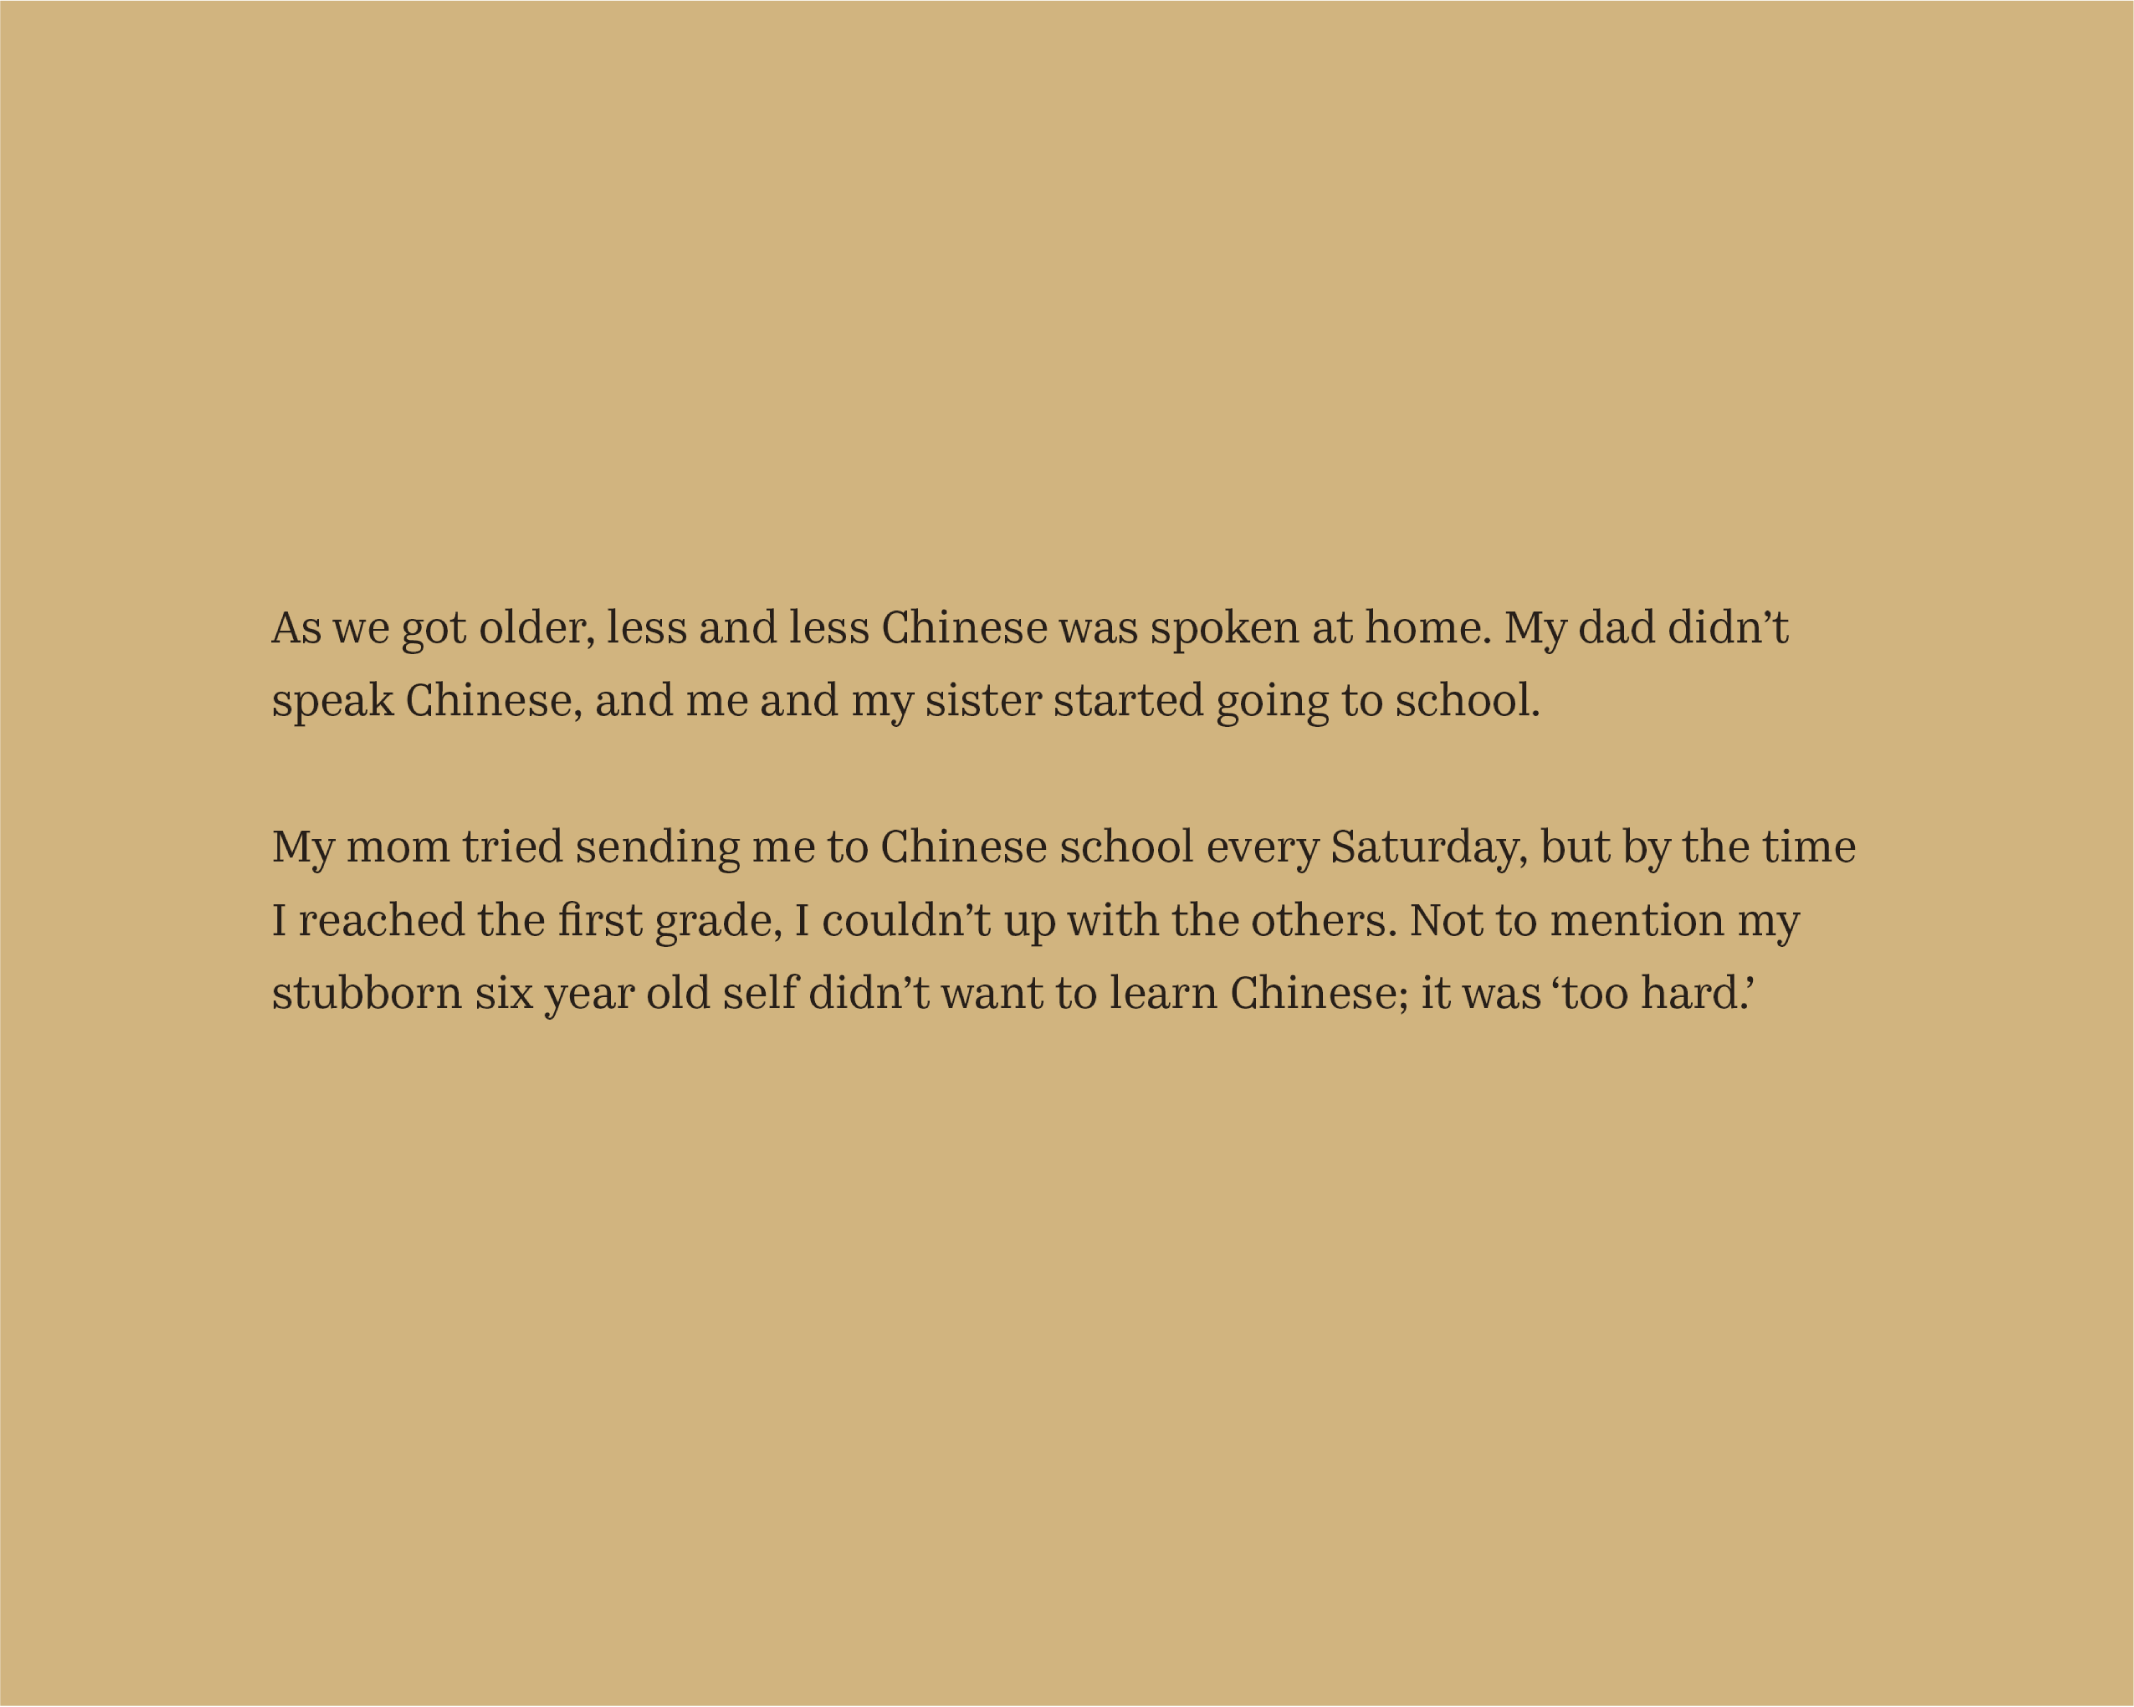 As we got older, less and less Chinese was spoken at home. My dad didn’t
speak Chinese, and me and my sister started going to school.
My mom tried sending me to Chinese school every Saturday, but by the time
I reached the first grade, I couldn’t up with the others. Not to mention my
stubborn six year old self didn’t want to learn Chinese; it was ‘too hard.’